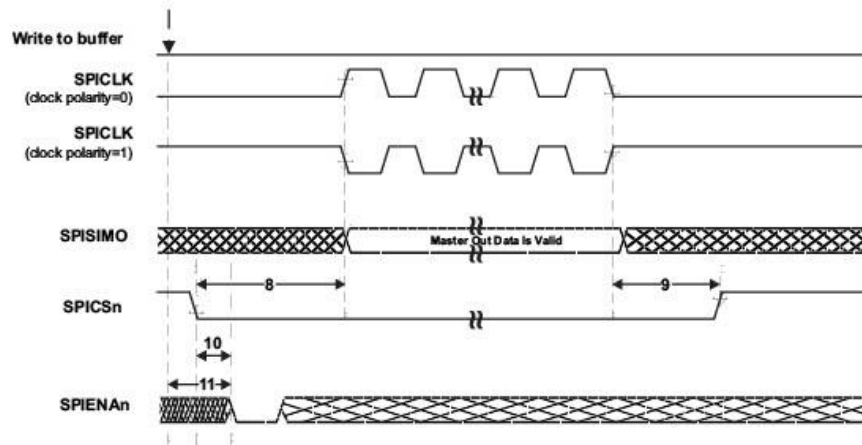 Write to buffer
SPICLK
(clock polarity=0)
SPICLK
(clock polarity=1)
SPISIMO
Master Out Data Is Valid
8
9
SPICSn
10
11
SPIENAn